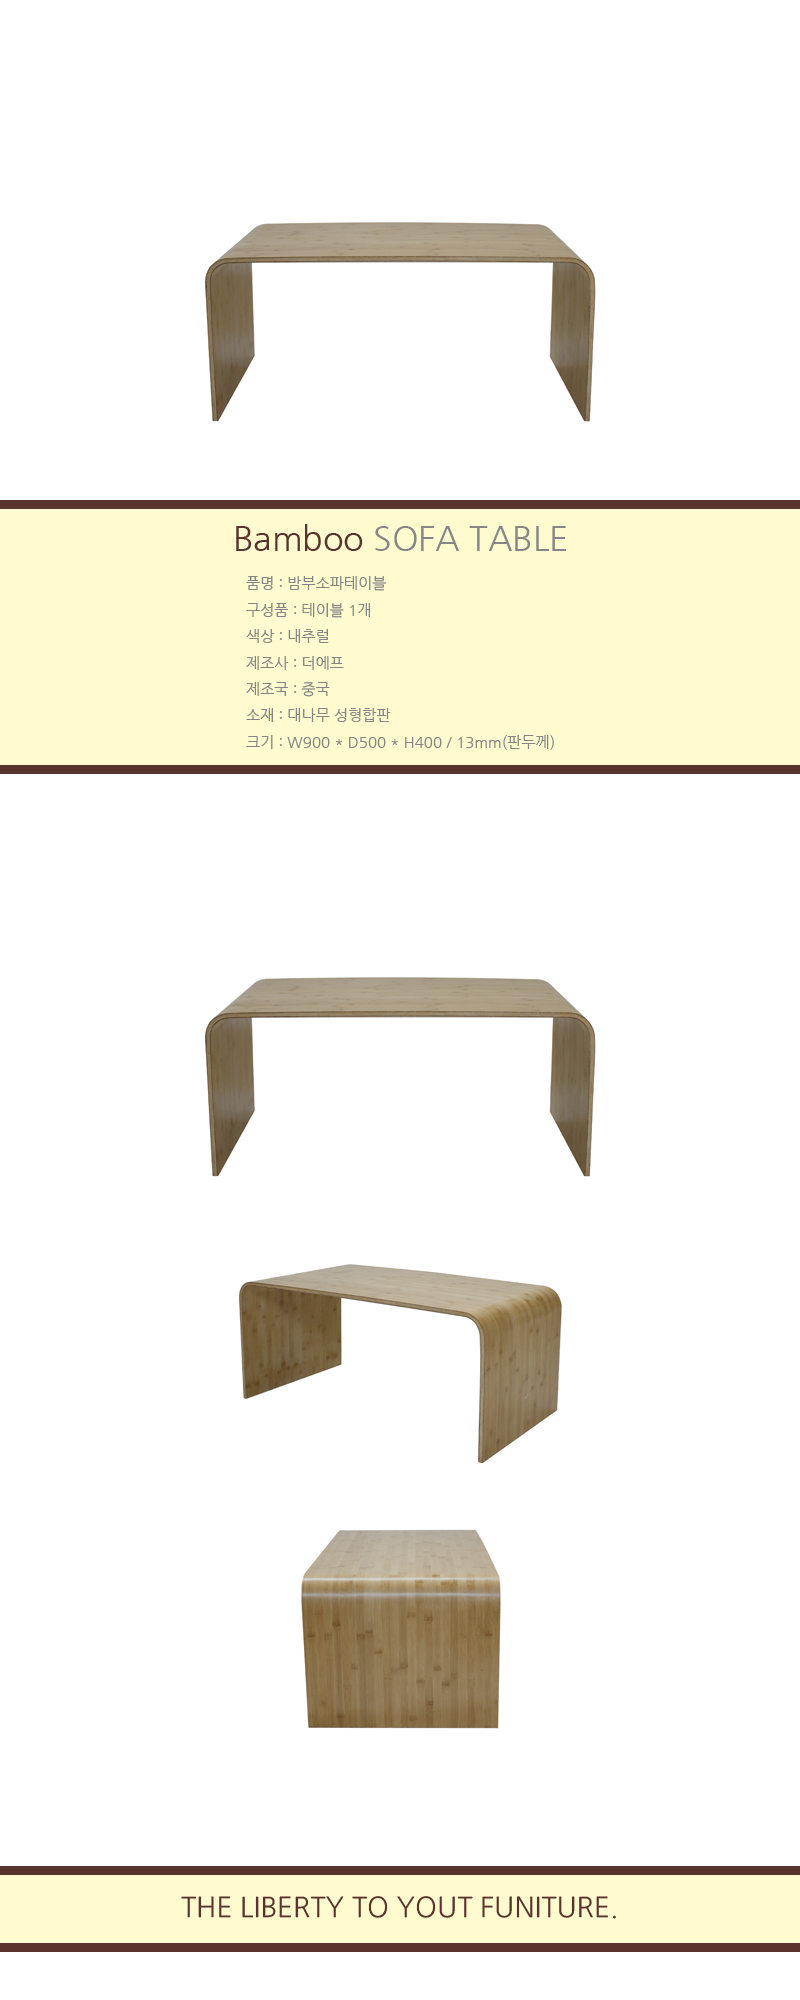 Bamboo SOFA TABLE
품명 : 밤부소파테이블
구성품 : 테이블 1개
색상 : 내추럴
제조사 : 더에프
제조국 : 중국
소재 : 대나무 성형합판
크기 : W900 * D500 * H400 / 13mm(판두께)
THE LIBERTY TO YOUT FUNITURE.